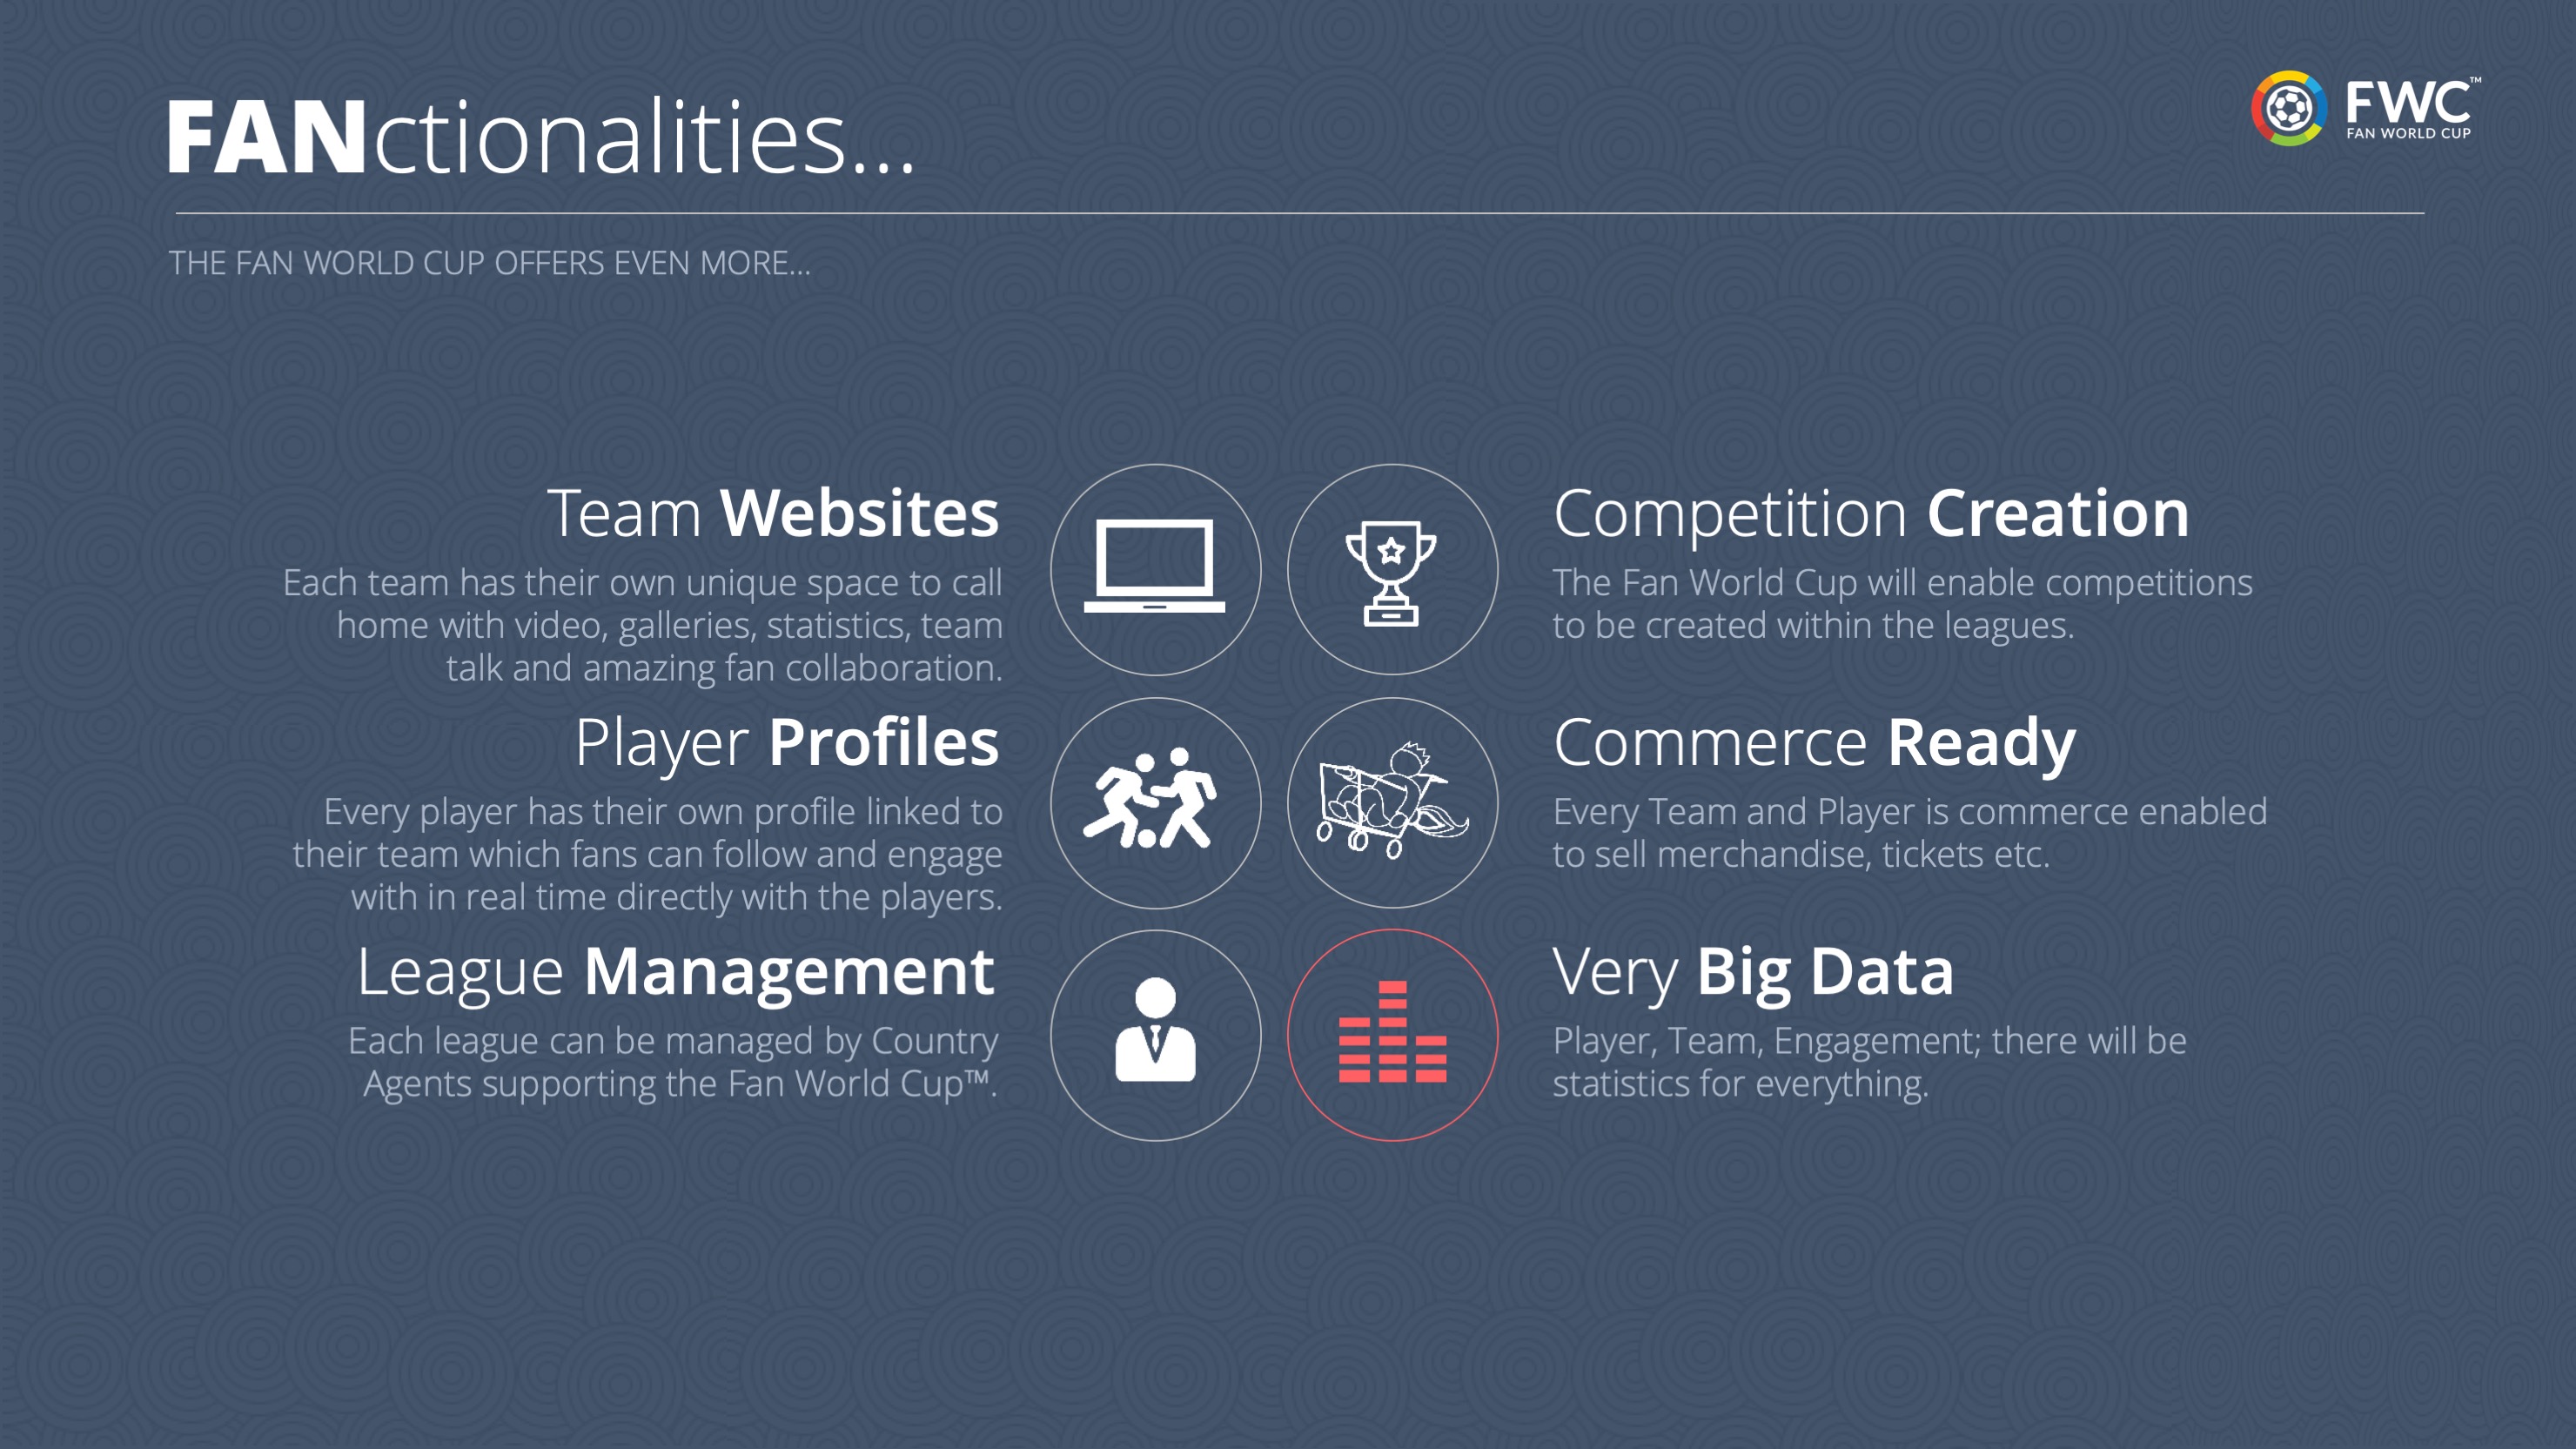 FANctionalities...
FWC™
FAN WORLD CUP
THE FAN WORLD CUP OFFERS EVEN MORE...
Team Websites
Each team has their own unique space to call
home with video, galleries, statistics, team
talk and amazing fan collaboration.
Player Profiles
Every player has their own profile linked to
their team which fans can follow and engage
with in real time directly with the players.
League Management
Each league can be managed by Country
Agents supporting the Fan World Cup™.
Competition Creation
The Fan World Cup will enable competitions
to be created within the leagues.
Commerce Ready
Every Team and Player is commerce enabled
to sell merchandise, tickets etc.
Very Big Data
Player, Team, Engagement; there will be
statistics for everything.